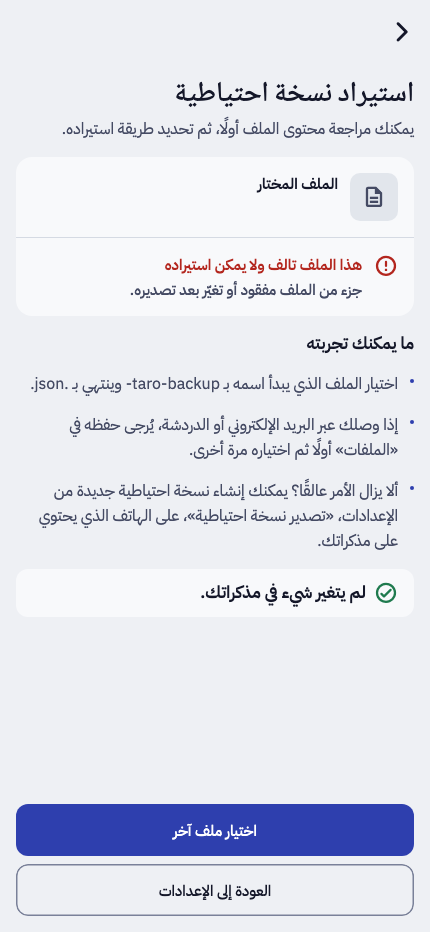 استيراد نسخة احتياطية
يمكنك مراجعة محتوى الملف أولًا، ثم تحديد طريقة استيراده.
الملف المختار
هذا الملف تالف ولا يمكن استيراده
جزء من الملف مفقود أو تغيّر بعد تصديره.
ما يمكنك تجربته
• اختيار الملف الذي يبدأ اسمه بـ taro-backup- وينتهي بـ .json.
• إذا وصلك عبر البريد الإلكتروني أو الدردشة، يُرجى حفظه في
«الملفات» أولًا ثم اختياره مرة أخرى.
• ألا يزال الأمر عالقًا؟ يمكنك إنشاء نسخة احتياطية جديدة من
الإعدادات، «تصدير نسخة احتياطية»، على الهاتف الذي يحتوي
على مذكراتك.
لم يتغير شيء في مذكراتك.
اختيار ملف آخر
العودة إلى الإعدادات